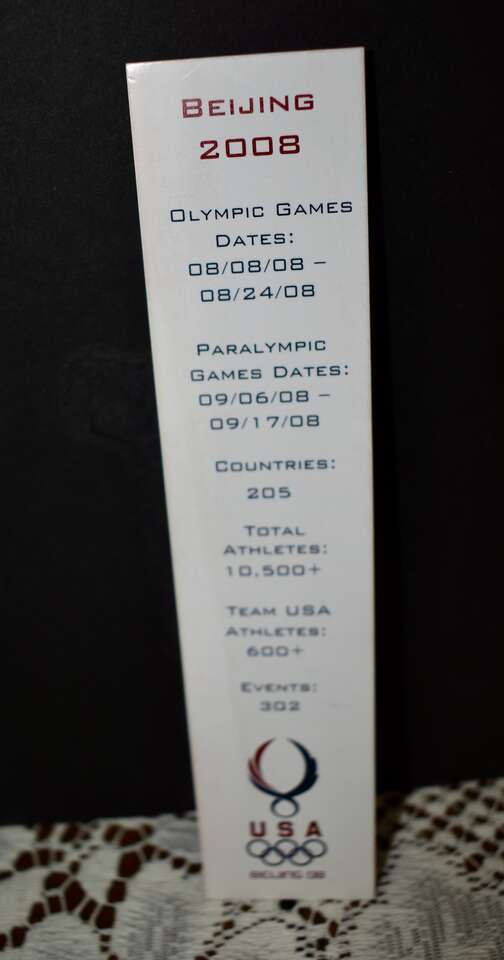 BEIJING
2008
OLYMPIC GAMES
DATES:
08/08/08 –
08/24/08
PARALYMPIC
GAMES DATES:
09/06/08 –
09/17/08
COUNTRIES:
205
TOTAL
ATHLETES:
10,500+
TEAM USA
ATHLETES:
600+
EVENTS:
302
USA
BEIJING 08